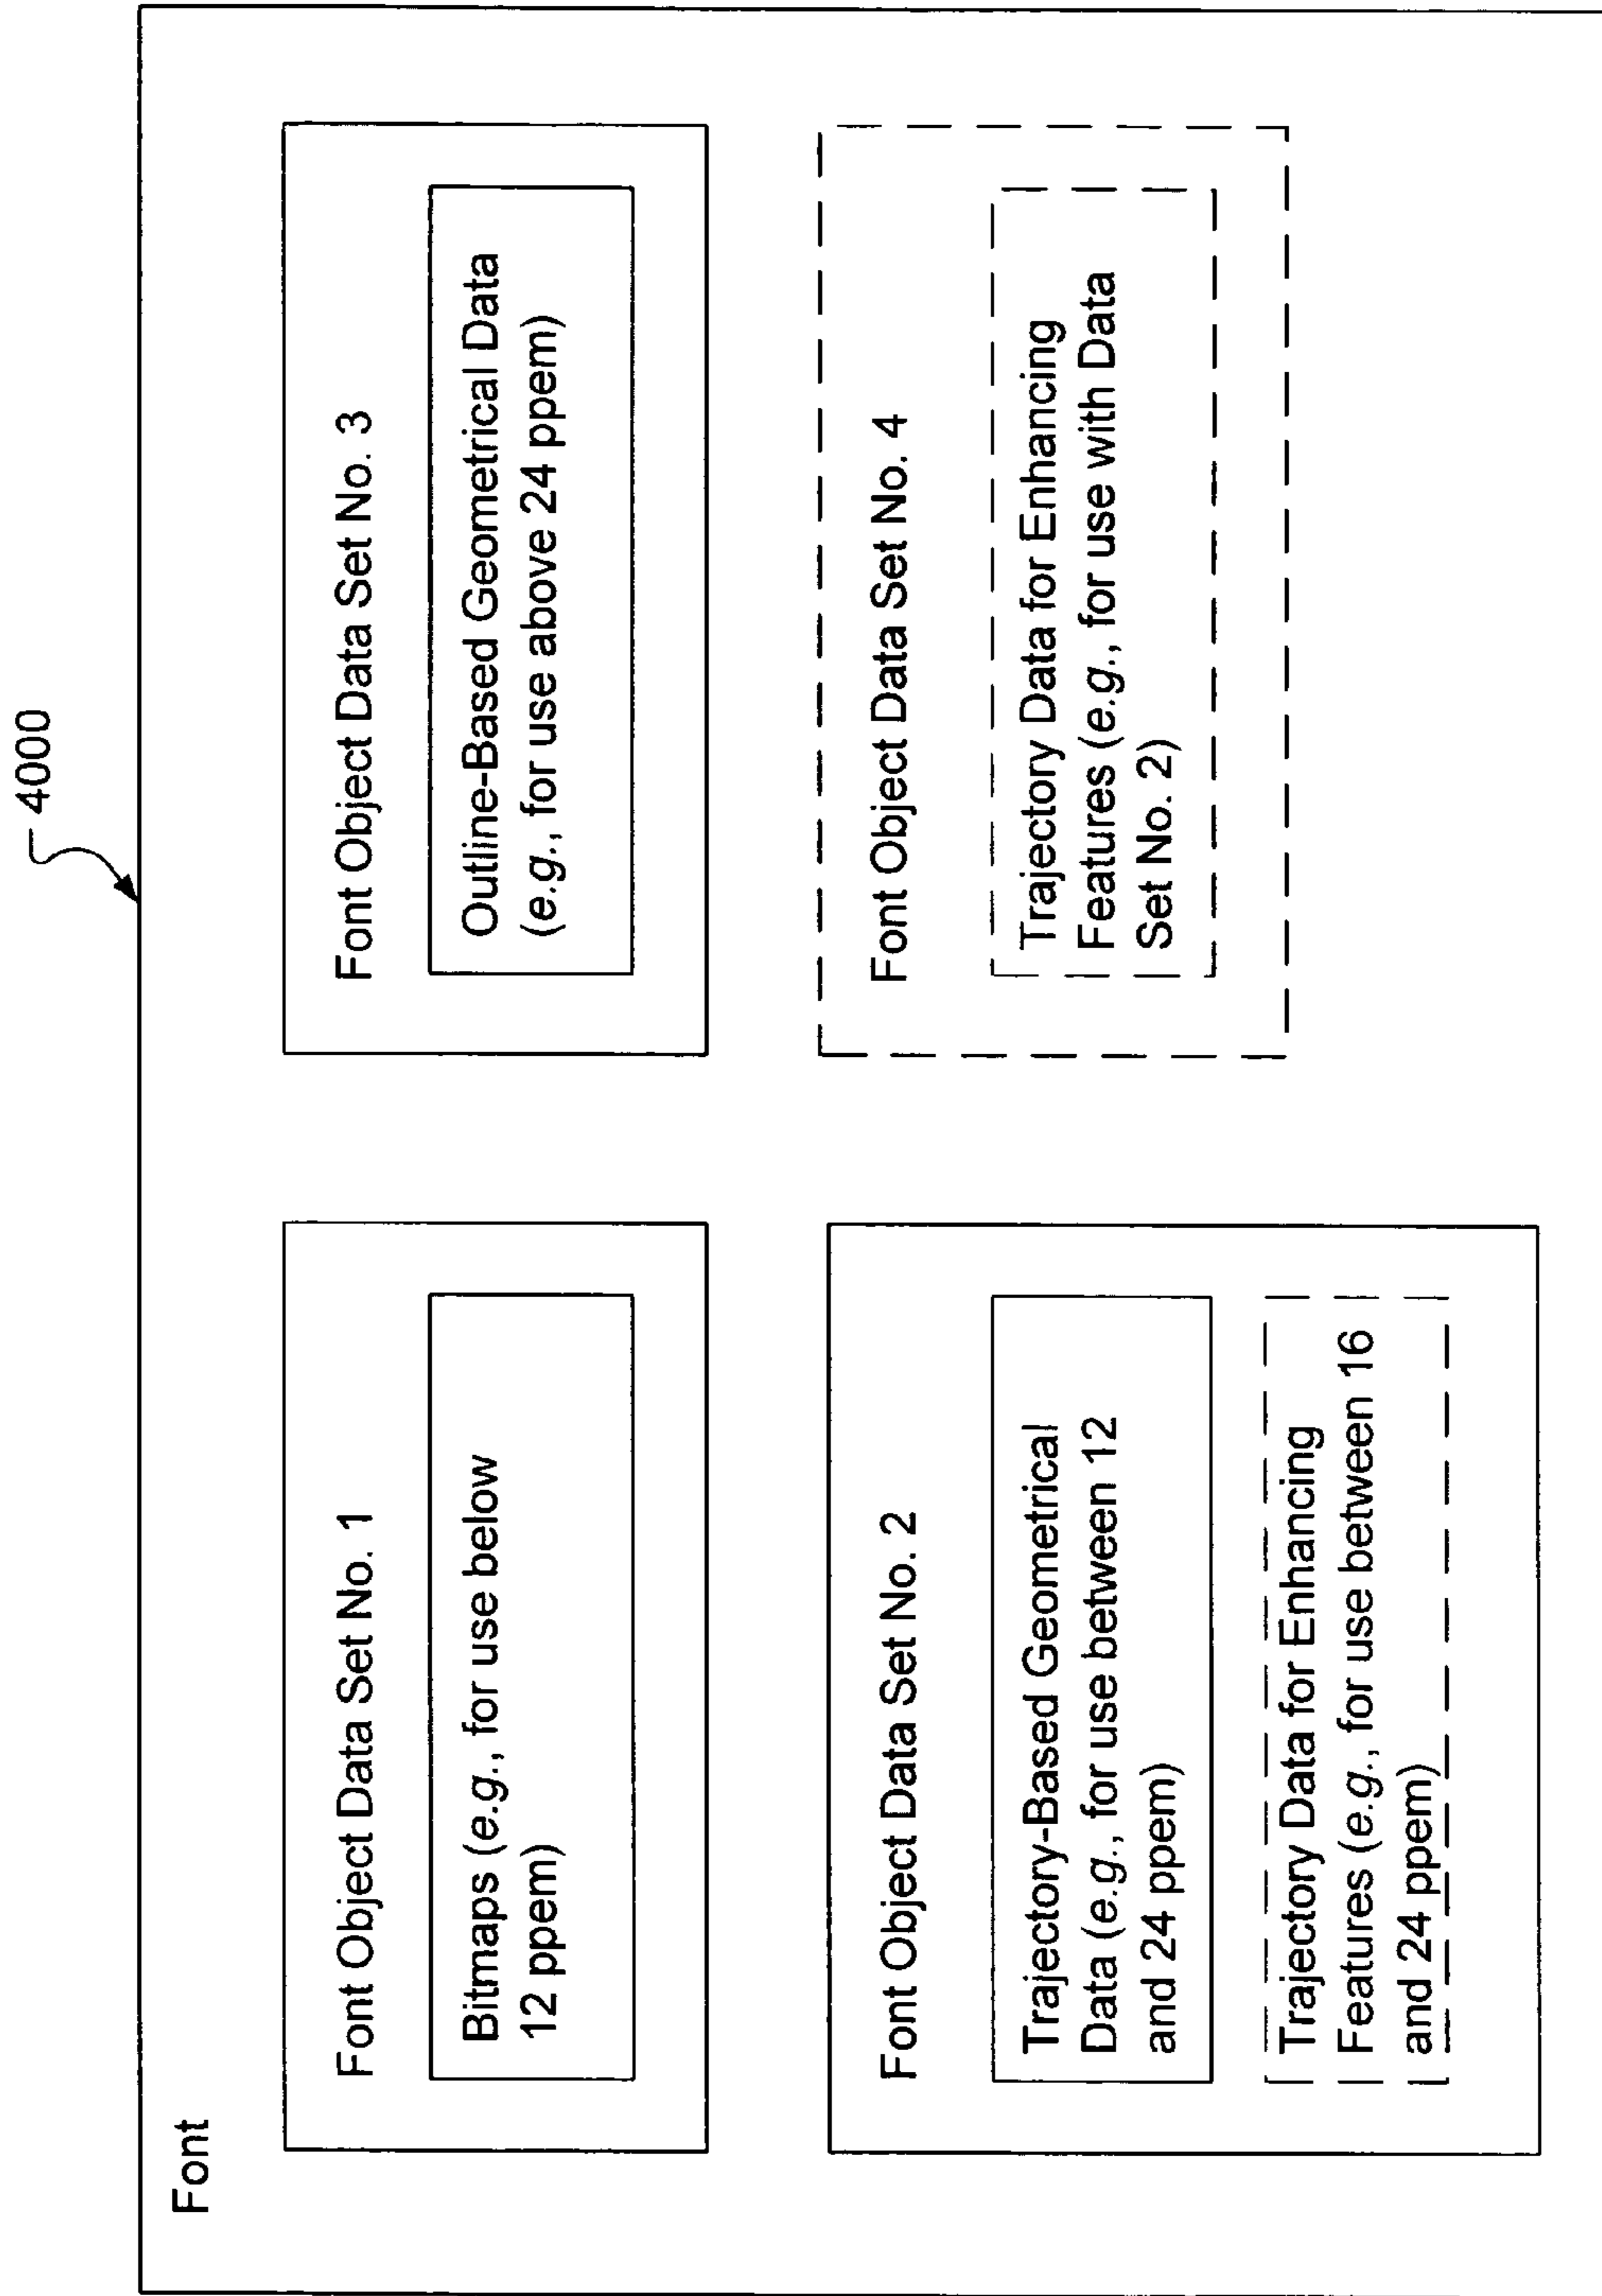 4000
Font
Font Object Data Set No. 1
Bitmaps (e.g., for use below
12 ppem)
Font Object Data Set No. 2
Trajectory-Based Geometrical
Data (e.g., for use between 12
and 24 ppem)
Trajectory Data for Enhancing
Features (e.g., for use between 16
and 24 ppem)
Font Object Data Set No. 3
Outline-Based Geometrical Data
(e.g., for use above 24 ppem)
Font Object Data Set No. 4
Trajectory Data for Enhancing
Features (e.g., for use with Data
Set No. 2)